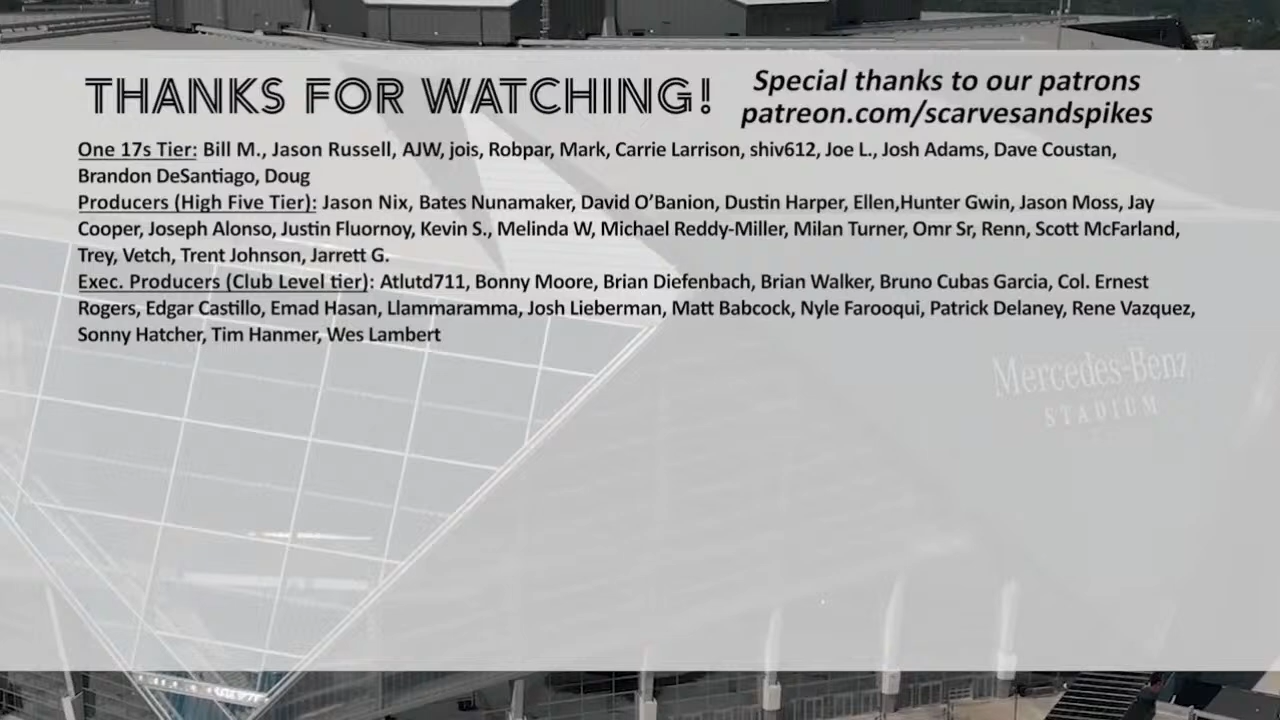 THANKS FOR WATCHING!
Special thanks to our patrons
patreon.com/scarvesandspikes
One 17s Tier: Bill M., Jason Russell, AJW, jois, Robpar, Mark, Carrie Larrison, shiv612, Joe L., Josh Adams, Dave Coustan,
Brandon DeSantiago, Doug
Producers (High Five Tier): Jason Nix, Bates Nunamaker, David O’Banion, Dustin Harper, Ellen,Hunter Gwin, Jason Moss, Jay
Cooper, Joseph Alonso, Justin Fluornoy, Kevin S., Melinda W, Michael Reddy-Miller, Milan Turner, Omr Sr, Renn, Scott McFarland,
Trey, Vetch, Trent Johnson, Jarrett G.
Exec. Producers (Club Level tier): Atlutd711, Bonny Moore, Brian Diefenbach, Brian Walker, Bruno Cubas Garcia, Col. Ernest
Rogers, Edgar Castillo, Emad Hasan, Llammaramma, Josh Lieberman, Matt Babcock, Nyle Farooqui, Patrick Delaney, Rene Vazquez,
Sonny Hatcher, Tim Hanmer, Wes Lambert
Mercedes-Benz
STADIUM